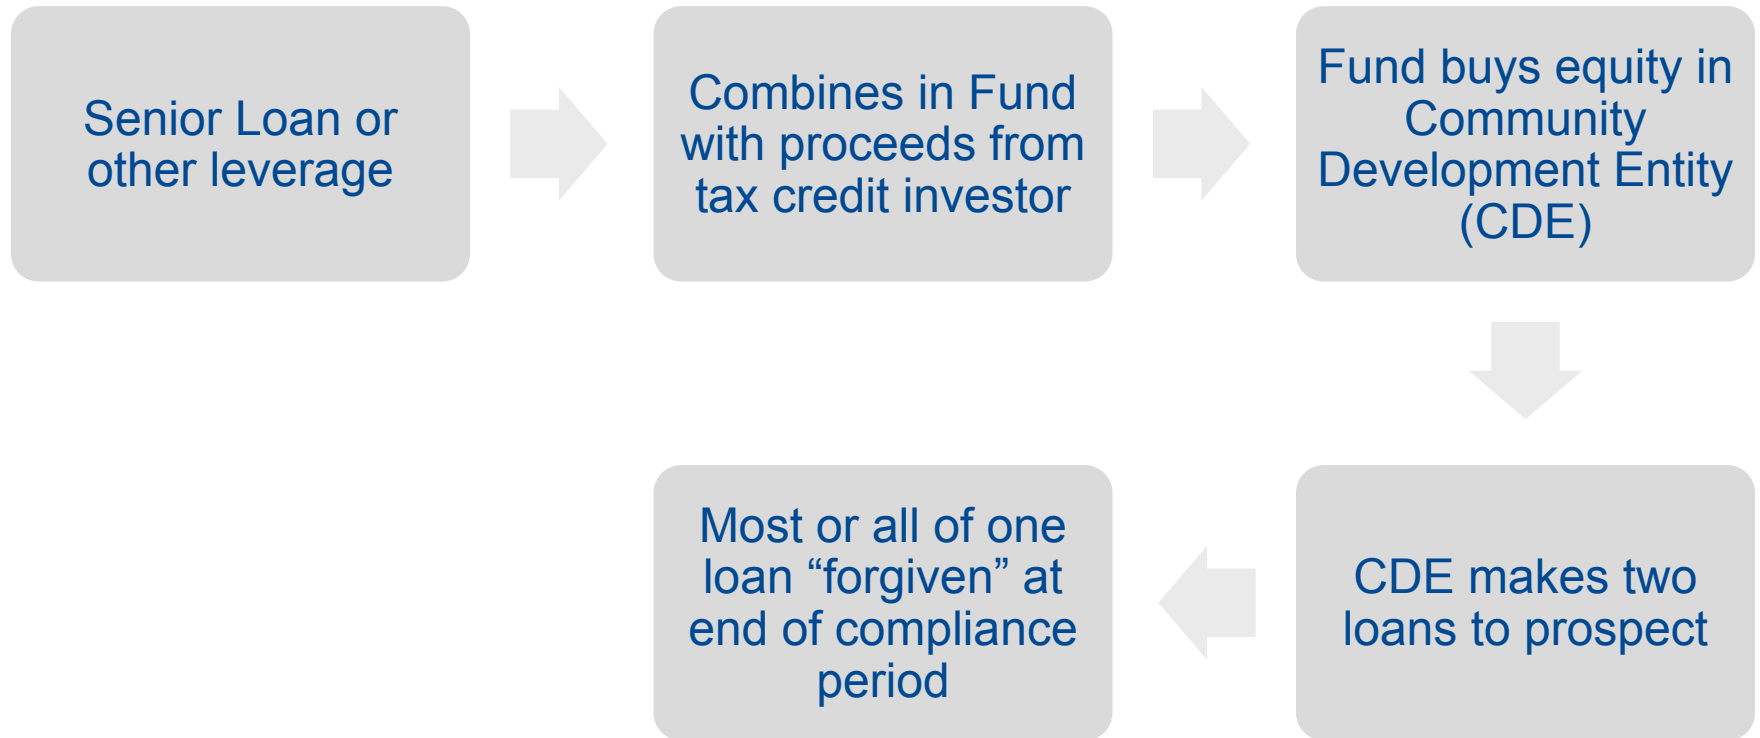 Senior Loan or
other leverage
Combines in Fund
with proceeds from
tax credit investor
Fund buys equity in
Community
Development Entity
(CDE)
CDE makes two
loans to prospect
Most or all of one
loan “forgiven” at
end of compliance
period